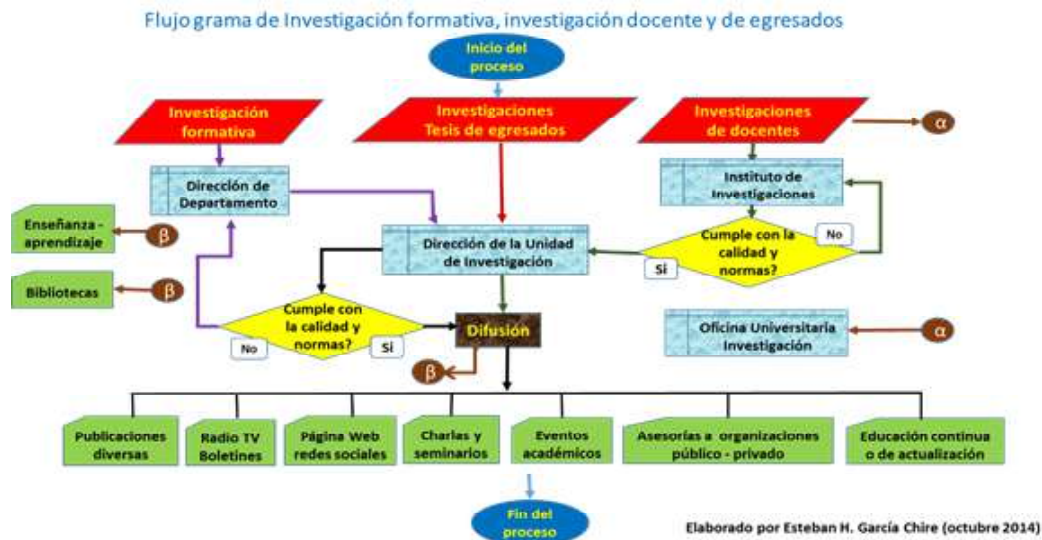 Flujo grama de Investigación formativa, investigación docente y de egresados
Inicio del
proceso
Investigación
formativa
Investigaciones
Tesis de egresados
Investigaciones
de docentes
α
Dirección de
Departamento
Instituto de
Investigaciones
Enseñanza -
aprendizaje
β
Dirección de la Unidad
de Investigación
Cumple con la
calidad y
normas?
No
Si
Bibliotecas
β
Cumple con
la calidad y
normas?
No
Si
Difusión
Oficina Universitaria
Investigación
α
β
Publicaciones
diversas
Radio TV
Boletines
Página Web
redes sociales
Charlas y
seminarios
Eventos
académicos
Asesorías a organizaciones
público - privado
Educación continua
o de actualización
Fin del
proceso
Elaborado por Esteban H. García Chire (octubre 2014)